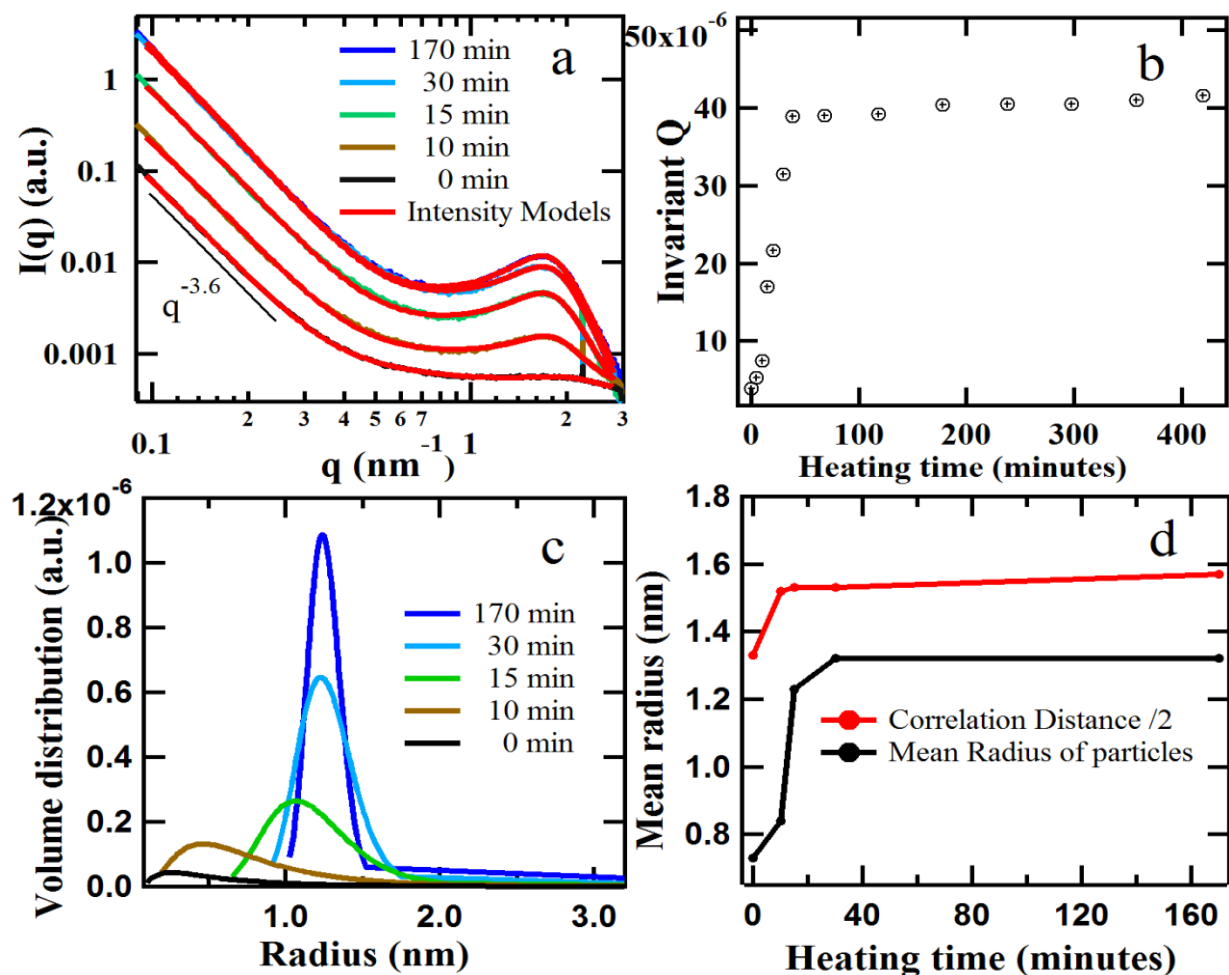 a
170 min
30 min
15 min
10 min
0 min
Intensity Models
1
0.1
0.01
0.001
I(q) (a.u.)
q^-3.6
2 3 4 5 6 7 2 3
0.1 1
q (nm^-1)
b
50x10^-6
40
30
20
10
Invariant Q
0 100 200 300 400
Heating time (minutes)
c
1.2x10^-6
1.0
0.8
0.6
0.4
0.2
0.0
Volume distribution (a.u.)
170 min
30 min
15 min
10 min
0 min
1.0 2.0 3.0
Radius (nm)
d
1.8
1.6
1.4
1.2
1.0
0.8
Mean radius (nm)
Correlation Distance /2
Mean Radius of particles
0 40 80 120 160
Heating time (minutes)